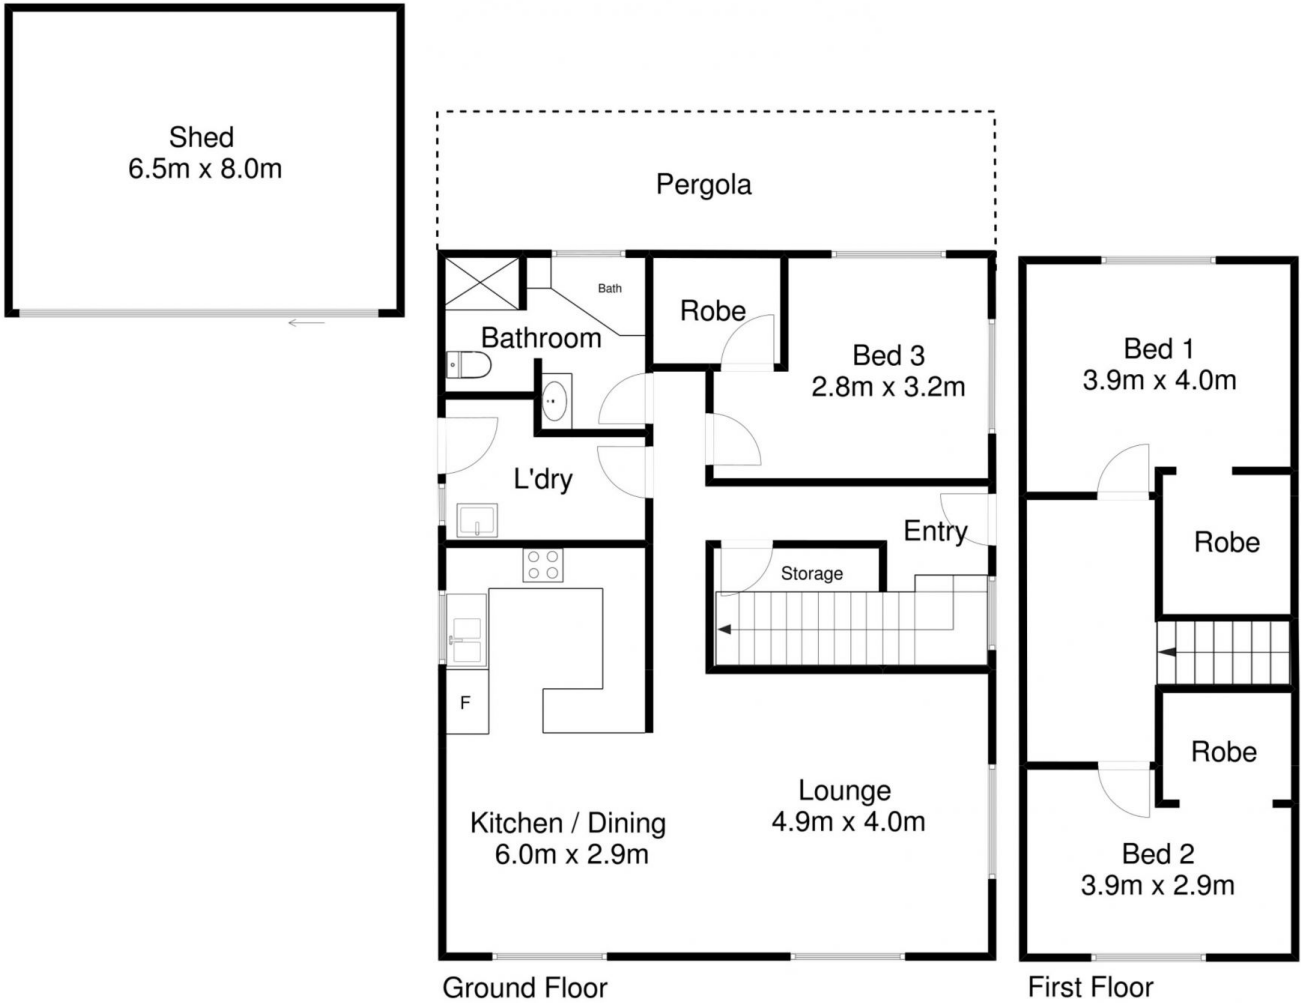 Shed
6.5m x 8.0m
Pergola
Bath
Bathroom
Robe
Bed 3
2.8m x 3.2m
L'dry
Entry
Storage
F
Kitchen / Dining
6.0m x 2.9m
Lounge
4.9m x 4.0m
Ground Floor
Bed 1
3.9m x 4.0m
Robe
Robe
Bed 2
3.9m x 2.9m
First Floor